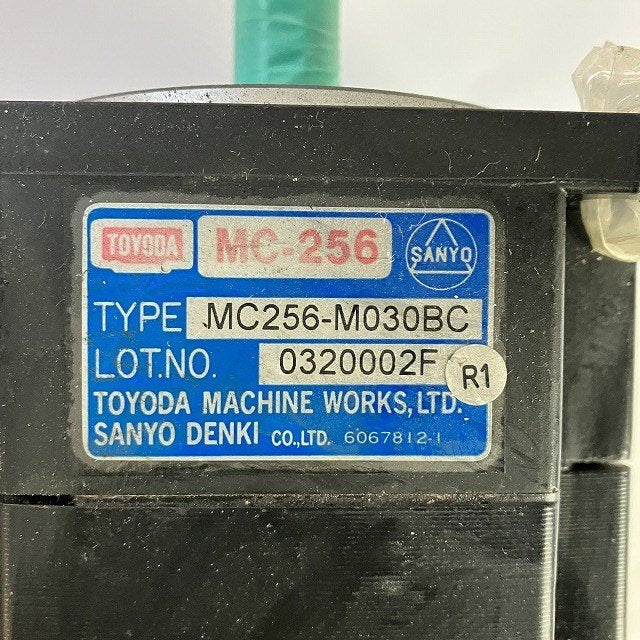 TOYODA MC-256 SANYO
TYPE MC256-M030BC
LOT.NO. 0320002F R1
TOYODA MACHINE WORKS,LTD.
SANYO DENKI CO.,LTD. 6067812-1